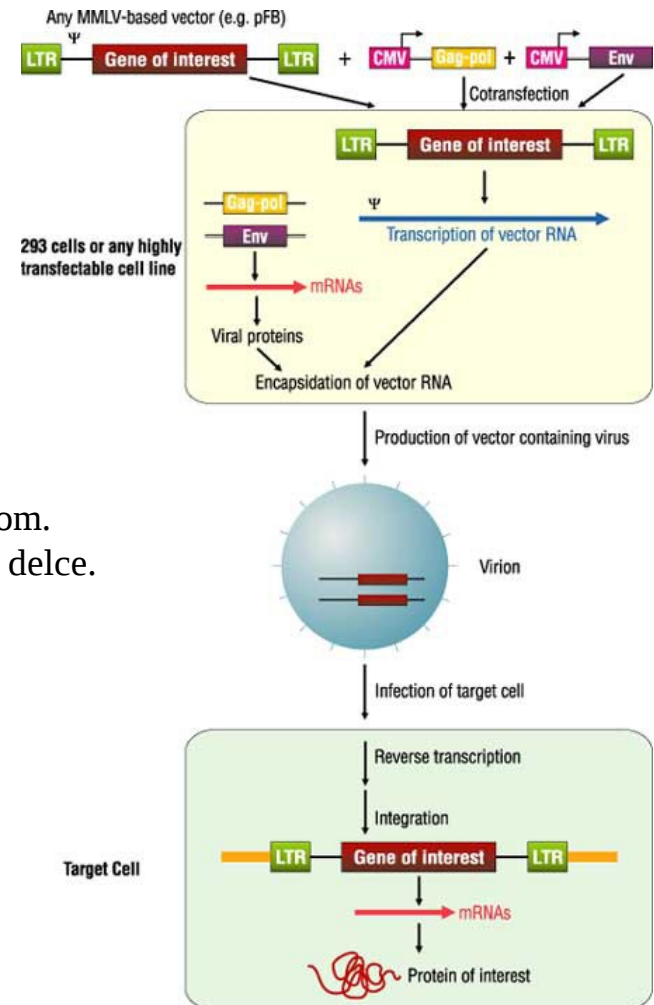 Any MMLV-based vector (e.g. pFB)
Ψ
LTR Gene of interest LTR + CMV Gag-pol + CMV Env
Cotransfection
LTR Gene of interest LTR
Gag-pol
Ψ
Env
Transcription of vector RNA
293 cells or any highly
transfectable cell line
mRNAs
Viral proteins
Encapsidation of vector RNA
Production of vector containing virus
om.
delce.
Virion
Infection of target cell
Reverse transcription
Integration
LTR Gene of interest LTR
Target Cell
mRNAs
Protein of interest